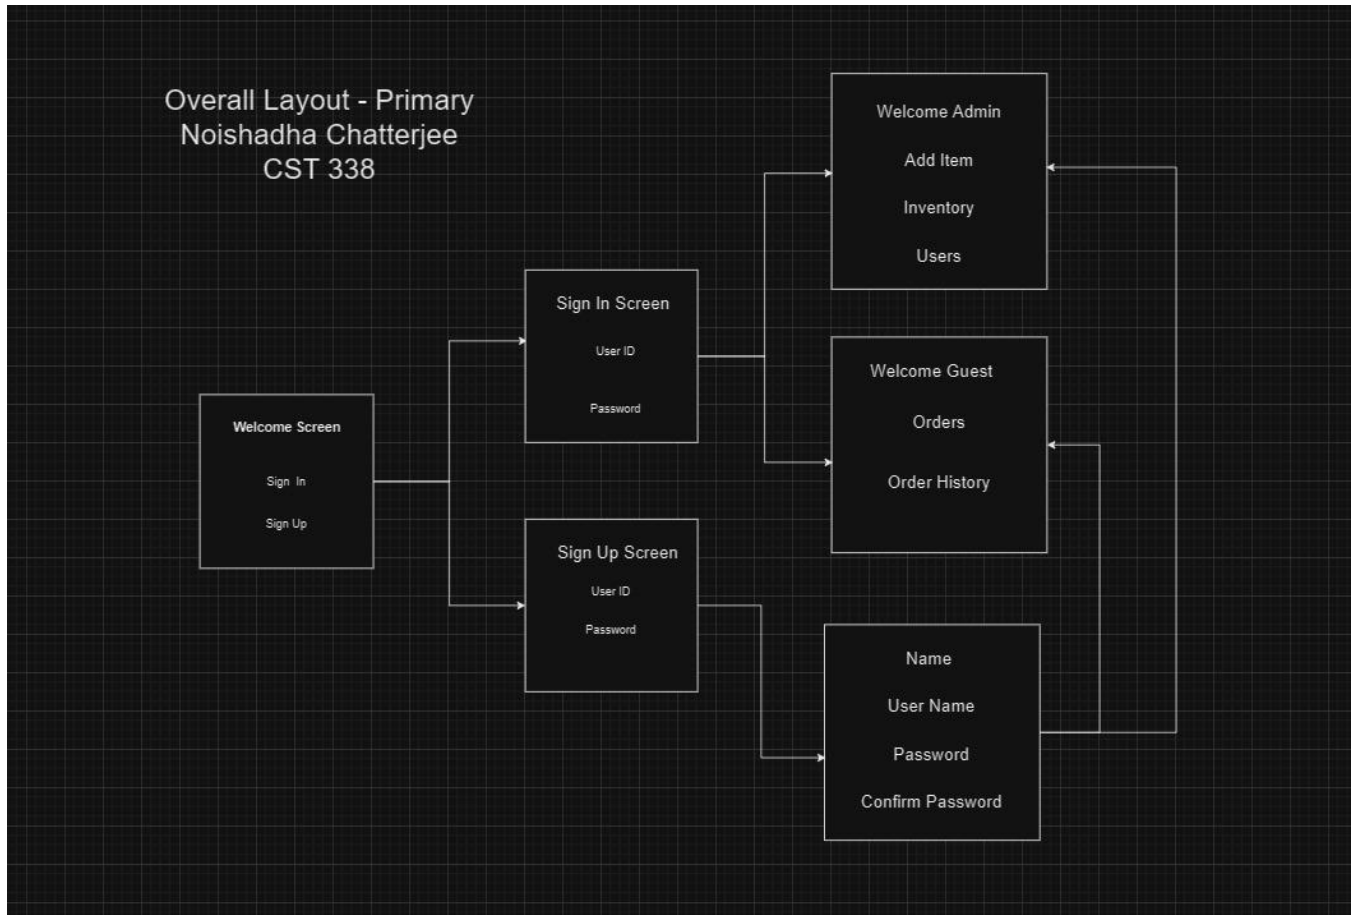 Overall Layout - Primary
Noishadha Chatterjee
CST 338
Welcome Screen
Sign In
Sign Up
Sign In Screen
User ID
Password
Sign Up Screen
User ID
Password
Welcome Admin
Add Item
Inventory
Users
Welcome Guest
Orders
Order History
Name
User Name
Password
Confirm Password